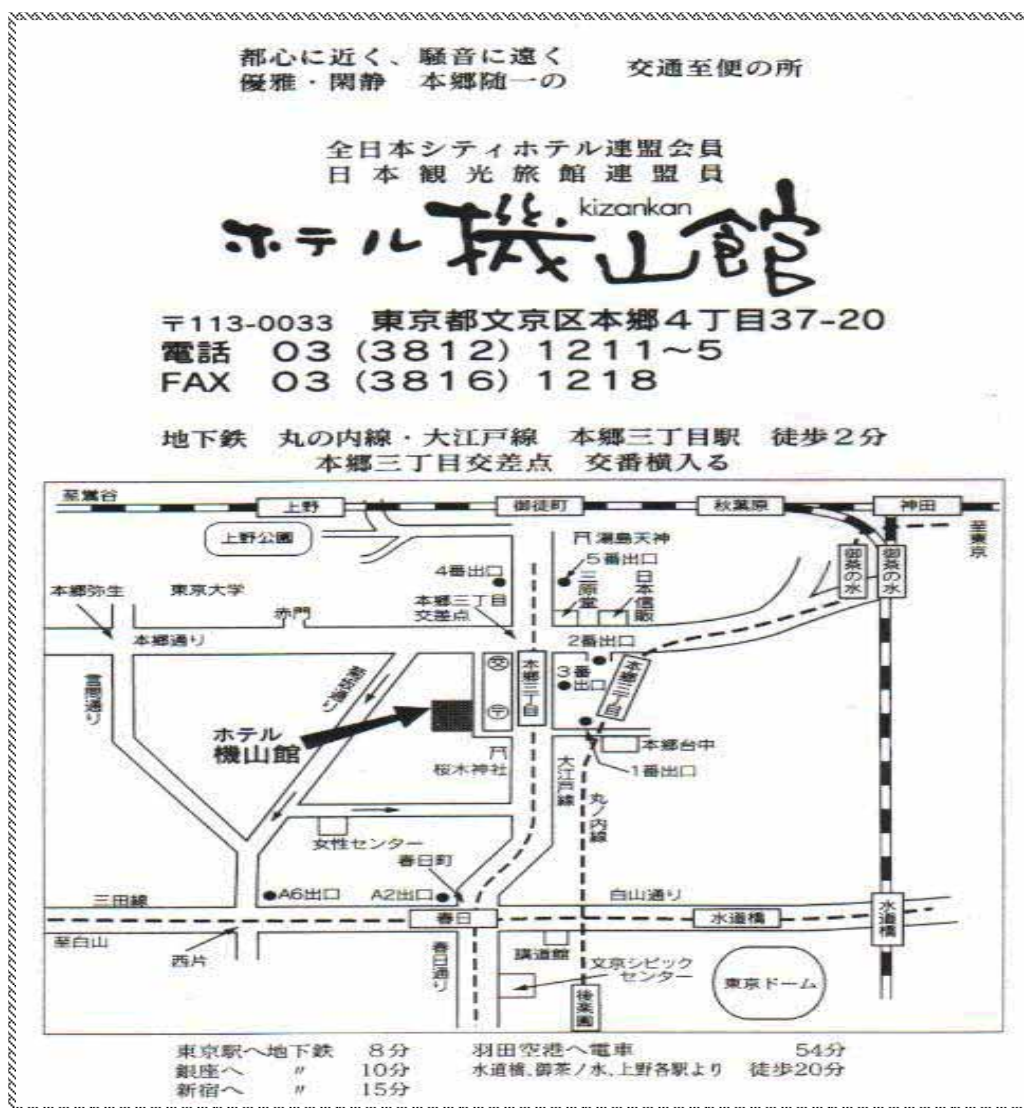 都心に近く、騒音に遠く
優雅・閑静 本郷随一の
交通至便の所
全日本シティホテル連盟会員
日本観光旅館連盟員
kizankan
ホテル機山館
〒113-0033 東京都文京区本郷4丁目37-20
電話 03 (3812) 1211~5
FAX 03 (3816) 1218
地下鉄 丸の内線・大江戸線 本郷三丁目駅 徒歩2分
本郷三丁目交差点 交番横入る
至鶯谷
上野
御徒町
秋葉原
神田
至東京
上野公園
湯島天神
御茶の水
御茶の水
4番出口
5番出口
三原堂
日本信販
本郷弥生
東京大学
赤門
本郷三丁目
交差点
本郷通り
2番出口
言問通り
菊坂通り
交
本郷三丁目
3番
出口
本郷三丁目
〒
ホテル
機山館
桜木神社
本郷台中
1番出口
大江戸線
丸ノ内線
女性センター
春日町
三田線
A6出口
A2出口
白山通り
春日
水道橋
水道橋
至白山
西片
春日通り
講道館
文京シビック
センター
後楽園
東京ドーム
東京駅へ地下鉄 8分
銀座へ 〃 10分
新宿へ 〃 15分
羽田空港へ電車 54分
水道橋、御茶ノ水、上野各駅より 徒歩20分